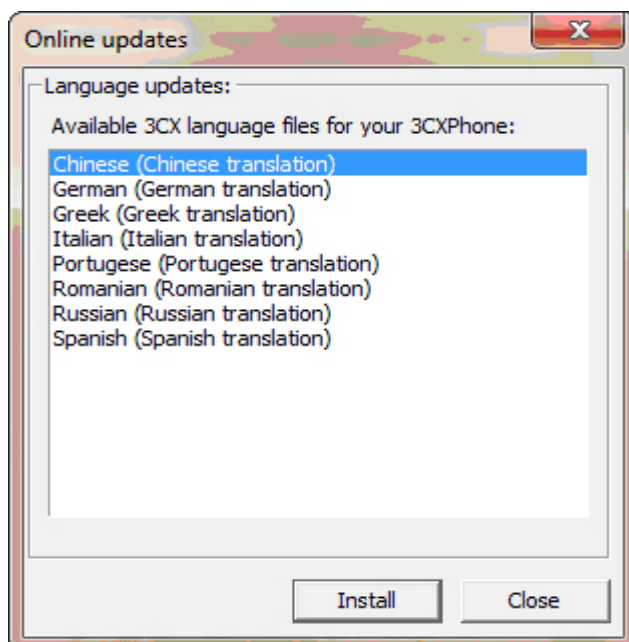 Online updates
Language updates:
Available 3CX language files for your 3CXPhone:
Chinese (Chinese translation)
German (German translation)
Greek (Greek translation)
Italian (Italian translation)
Portugese (Portugese translation)
Romanian (Romanian translation)
Russian (Russian translation)
Spanish (Spanish translation)
Install Close